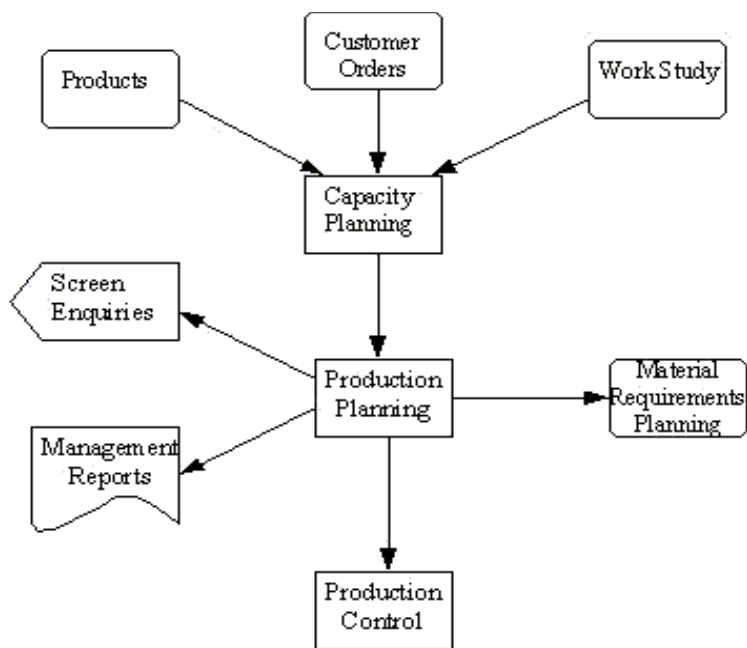 Customer
Orders
Products
Work Study
Capacity
Planning
Screen
Enquiries
Production
Planning
Material
Requirements
Planning
Management
Reports
Production
Control